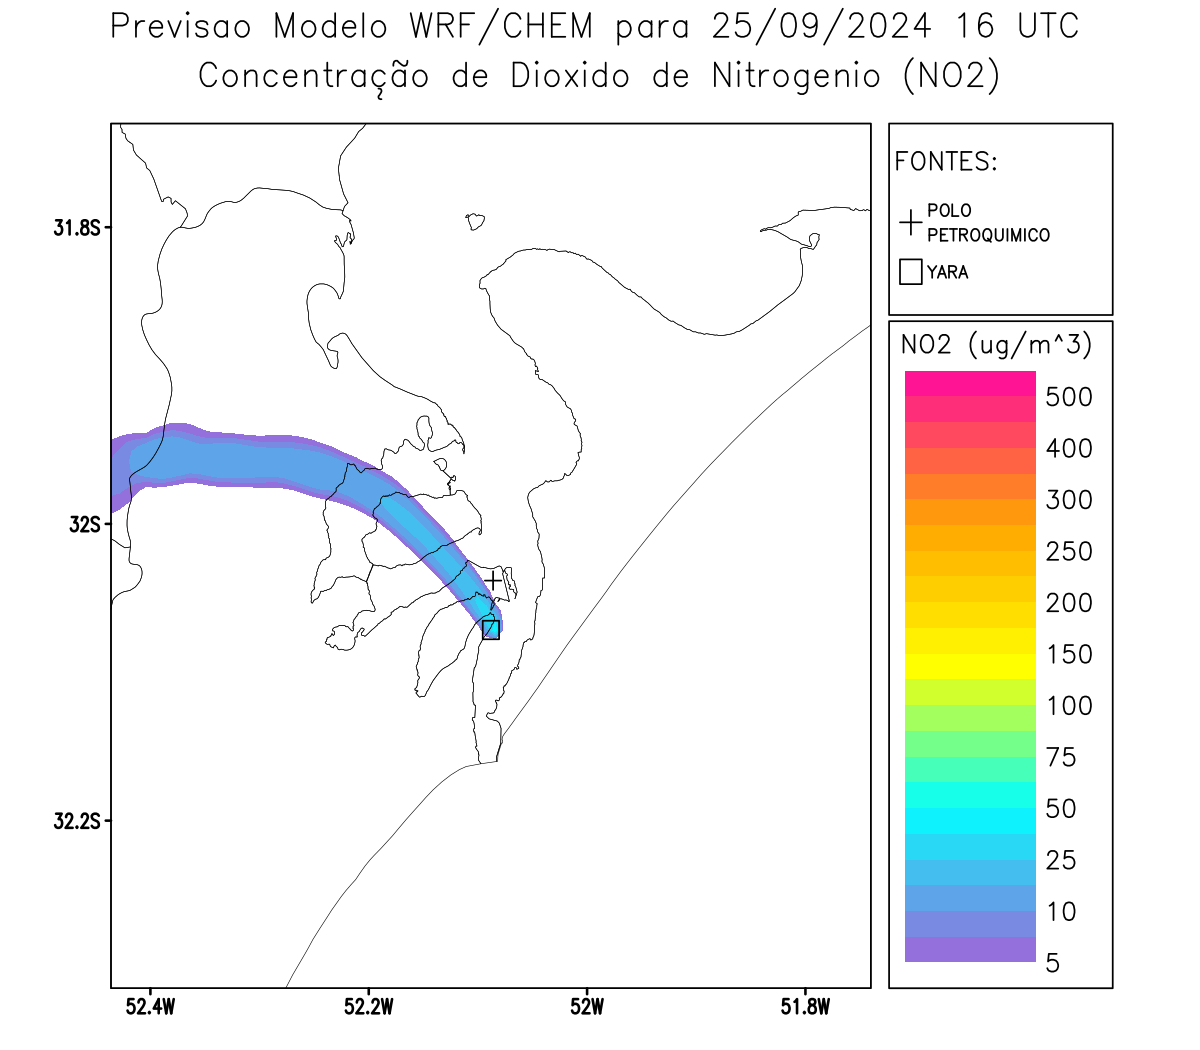 Previsao Modelo WRF/CHEM para 25/09/2024 16 UTC
Concentração de Dioxido de Nitrogenio (NO2)
FONTES:
POLO
PETROQUIMICO
YARA
NO2 (ug/m^3)
500
400
300
250
200
150
100
75
50
25
10
5
31.8S
32S
32.2S
52.4W
52.2W
52W
51.8W